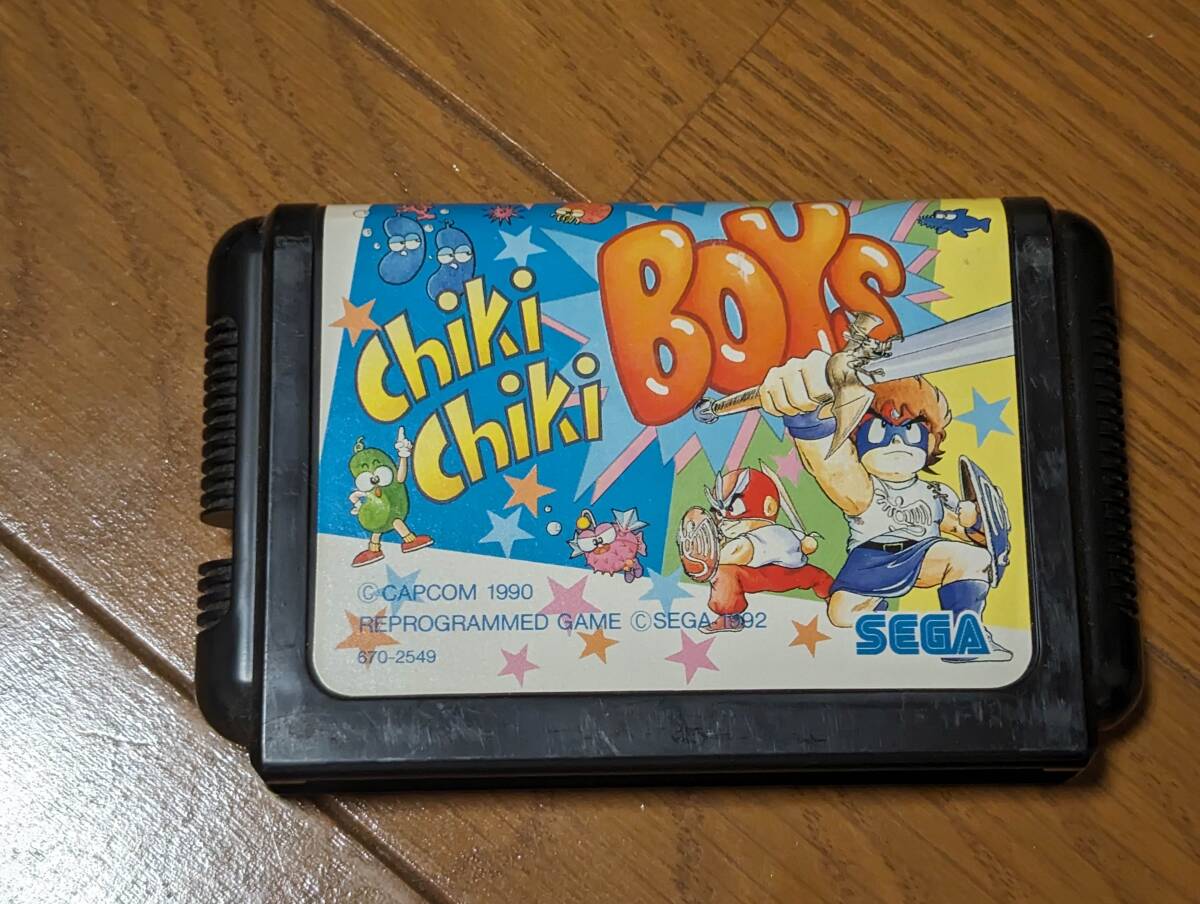 Chiki
Chiki
BOYS
© CAPCOM 1990
REPROGRAMMED GAME © SEGA 1992
670-2549
SEGA